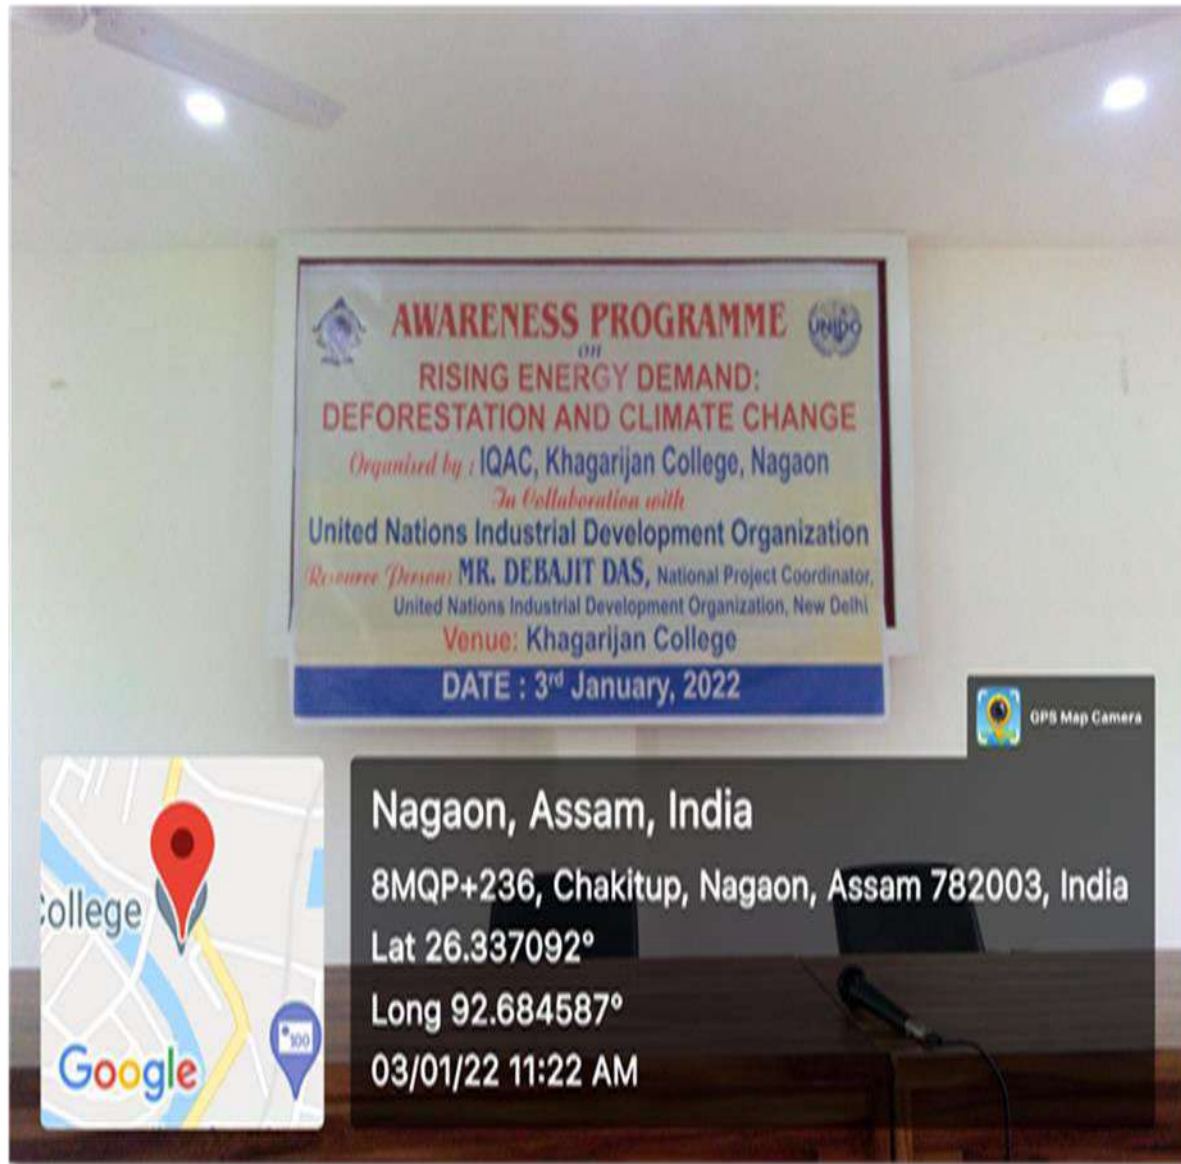 AWARENESS PROGRAMME
UNIDO
on
RISING ENERGY DEMAND:
DEFORESTATION AND CLIMATE CHANGE
Organised by : IQAC, Khagarijan College, Nagaon
In Collaboration with
United Nations Industrial Development Organization
Resource Person: MR. DEBAJIT DAS, National Project Coordinator,
United Nations Industrial Development Organization, New Delhi
Venue: Khagarijan College
DATE : 3rd January, 2022
GPS Map Camera
College
100
Google
Nagaon, Assam, India
8MQP+236, Chakitup, Nagaon, Assam 782003, India
Lat 26.337092°
Long 92.684587°
03/01/22 11:22 AM